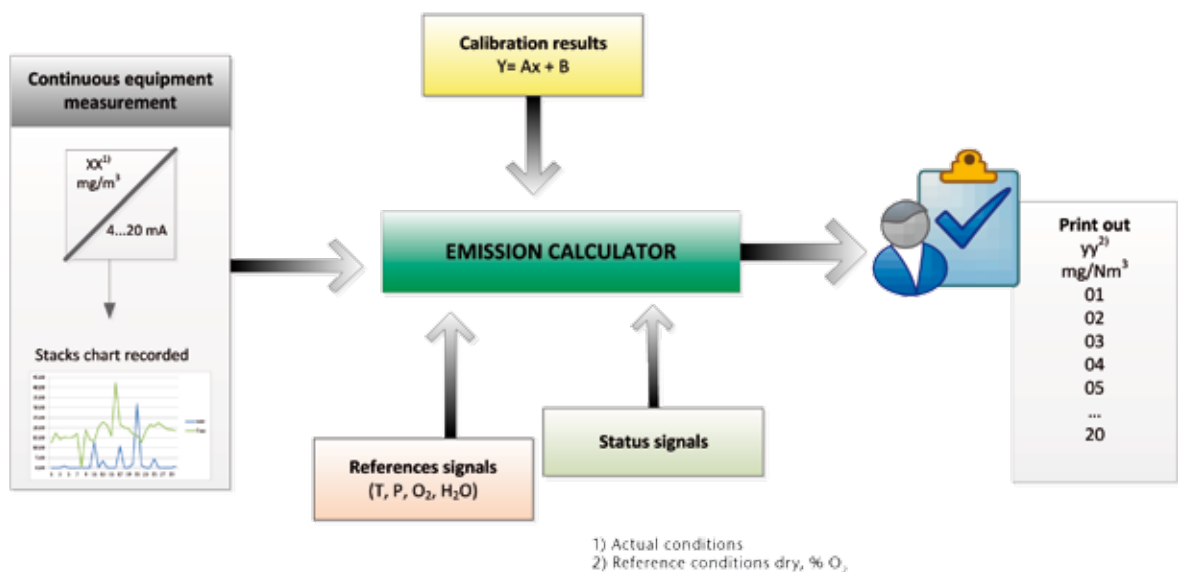 Calibration results
Y= Ax + B
Continuous equipment
measurement
XX¹⁾
mg/m³
4...20 mA
Stacks chart recorded
EMISSION CALCULATOR
References signals
(T, P, O₂, H₂O)
Status signals
Print out
yy²⁾
mg/Nm³
01
02
03
04
05
...
20
1) Actual conditions
2) Reference conditions dry, % O₂